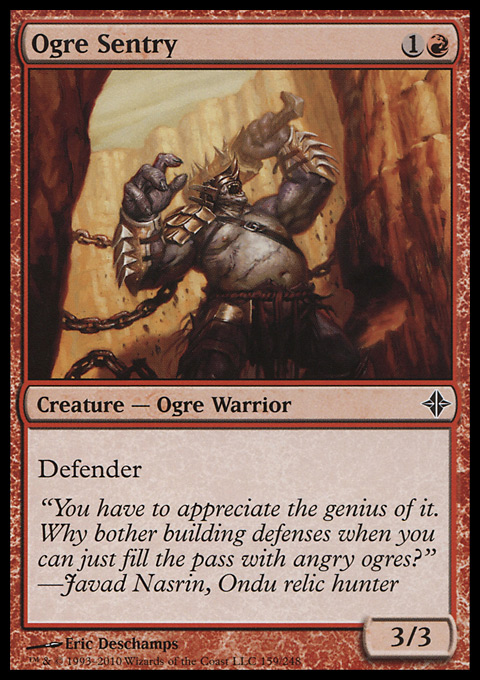 Ogre Sentry 1
Creature — Ogre Warrior
Defender
“You have to appreciate the genius of it.
Why bother building defenses when you
can just fill the pass with angry ogres?”
—Javad Nasrin, Ondu relic hunter
Eric Deschamps
™ & © 1993-2010 Wizards of the Coast LLC 159/248
3/3